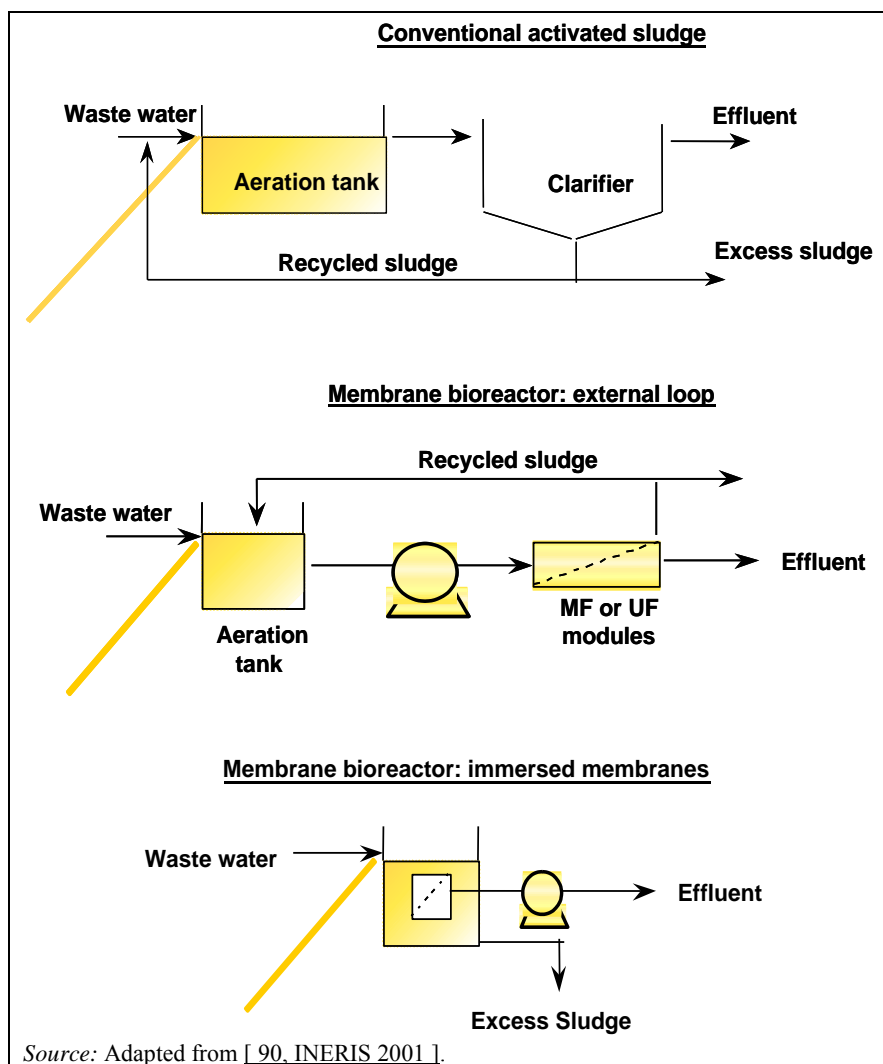 Conventional activated sludge
Waste water
Effluent
Aeration tank
Clarifier
Recycled sludge
Excess sludge
Membrane bioreactor: external loop
Recycled sludge
Waste water
Effluent
Aeration
tank
MF or UF
modules
Membrane bioreactor: immersed membranes
Waste water
Effluent
Excess Sludge
Source: Adapted from [ 90, INERIS 2001 ].